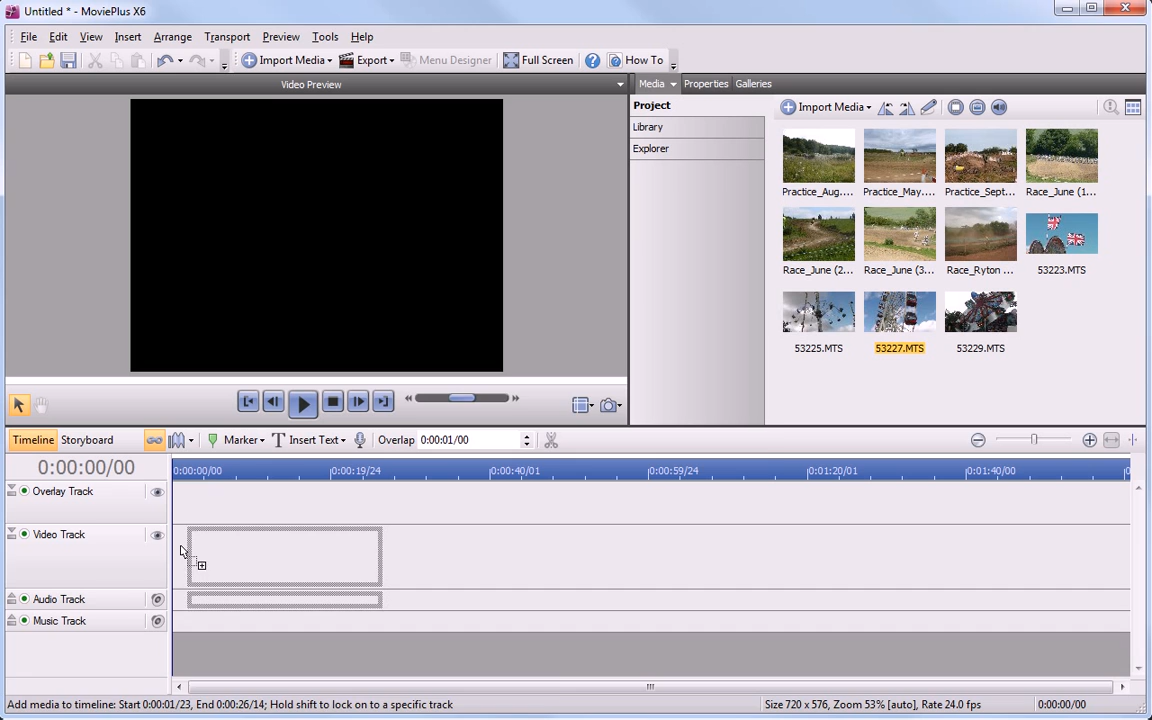 Untitled * - MoviePlus X6
File Edit View Insert Arrange Transport Preview Tools Help
Import Media Export Menu Designer Full Screen How To
Video Preview
Media Properties Galleries
Project
Library
Explorer
Import Media
Practice_Aug.... Practice_May.... Practice_Sept... Race_June (1...
Race_June (2... Race_June (3... Race_Ryton ... 53223.MTS
53225.MTS 53227.MTS 53229.MTS
Timeline Storyboard Marker Insert Text Overlap 0:00:01/00
0:00:00/00
0:00:00/00 0:00:19/24 0:00:40/01 0:00:59/24 0:01:20/01 0:01:40/00
Overlay Track
Video Track
Audio Track
Music Track
Add media to timeline: Start 0:00:01/23, End 0:00:26/14; Hold shift to lock on to a specific track
Size 720 x 576, Zoom 53% [auto], Rate 24.0 fps
0:00:00/00